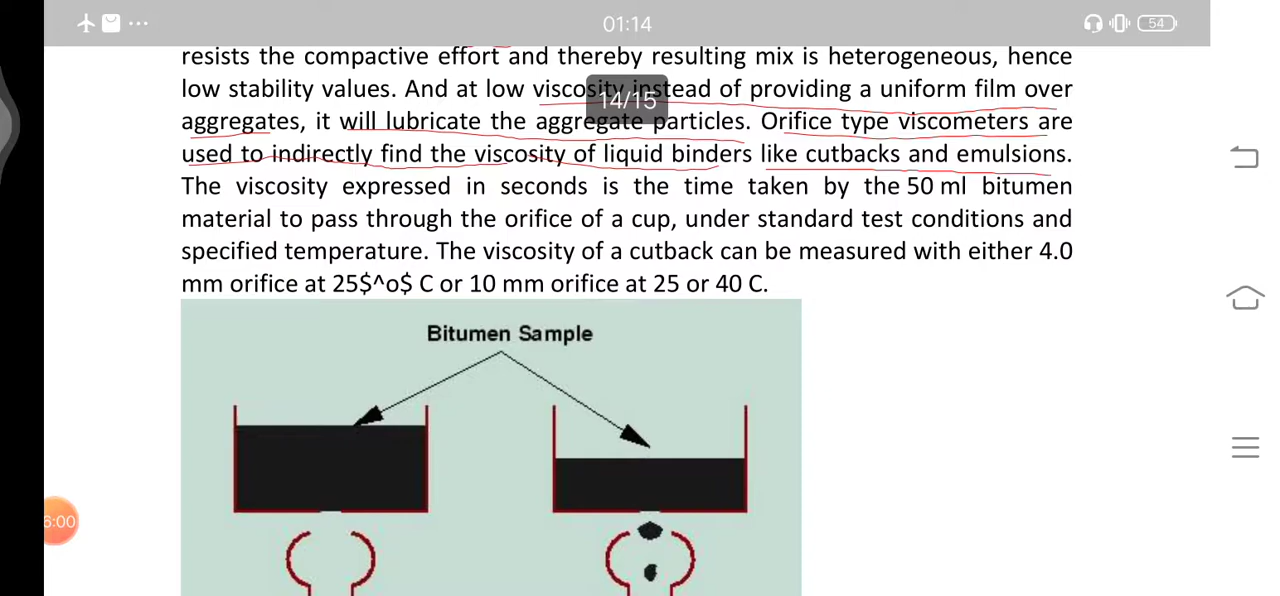 01:14
54
resists the compactive effort and thereby resulting mix is heterogeneous, hence
low stability values. And at low viscosity instead of providing a uniform film over
14/15
aggregates, it will lubricate the aggregate particles. Orifice type viscometers are
used to indirectly find the viscosity of liquid binders like cutbacks and emulsions.
The viscosity expressed in seconds is the time taken by the 50 ml bitumen
material to pass through the orifice of a cup, under standard test conditions and
specified temperature. The viscosity of a cutback can be measured with either 4.0
mm orifice at 25$^o$ C or 10 mm orifice at 25 or 40 C.
Bitumen Sample
6:00